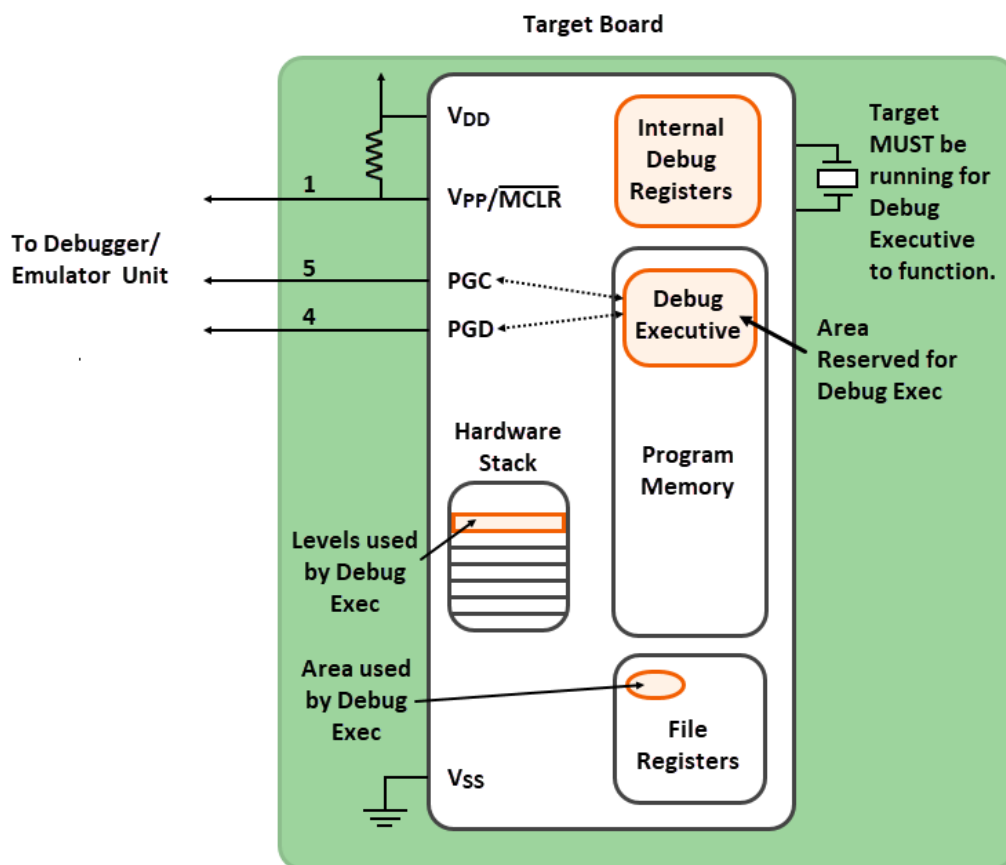 Target Board
VDD
Internal
Debug
Registers
Target
MUST be
running for
Debug
Executive
to function.
1
VPP/MCLR
To Debugger/
Emulator Unit
5
PGC
4
PGD
Debug
Executive
Area
Reserved for
Debug Exec
Hardware
Stack
Program
Memory
Levels used
by Debug
Exec
Area used
by Debug
Exec
File
Registers
VSS